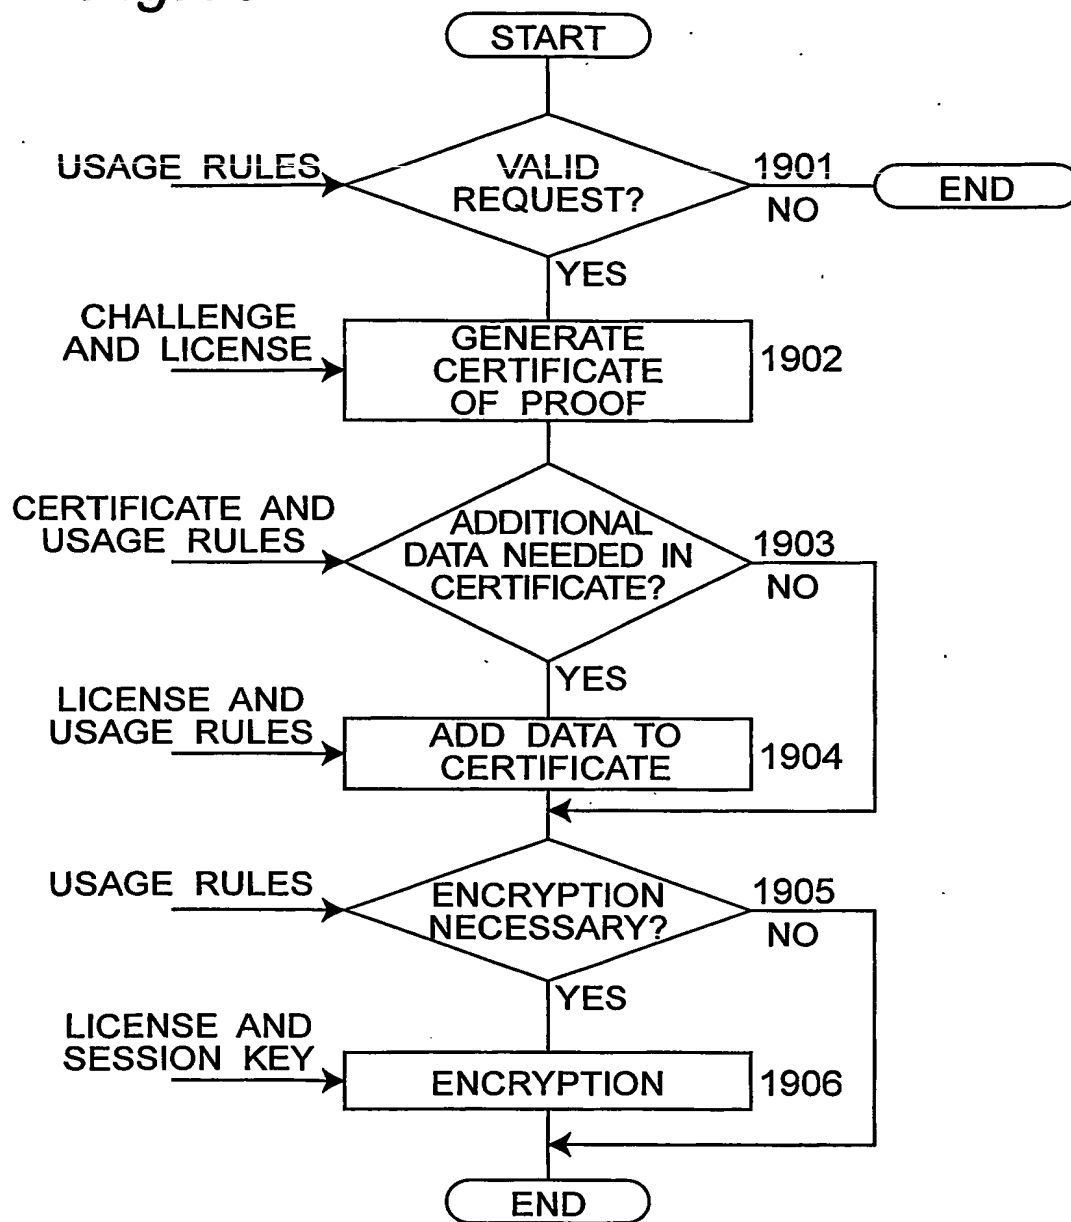 START
USAGE RULES
VALID
REQUEST?
1901
NO
END
YES
CHALLENGE
AND LICENSE
GENERATE
CERTIFICATE
OF PROOF
1902
CERTIFICATE AND
USAGE RULES
ADDITIONAL
DATA NEEDED IN
CERTIFICATE?
1903
NO
YES
LICENSE AND
USAGE RULES
ADD DATA TO
CERTIFICATE
1904
USAGE RULES
ENCRYPTION
NECESSARY?
1905
NO
YES
LICENSE AND
SESSION KEY
ENCRYPTION
1906
END